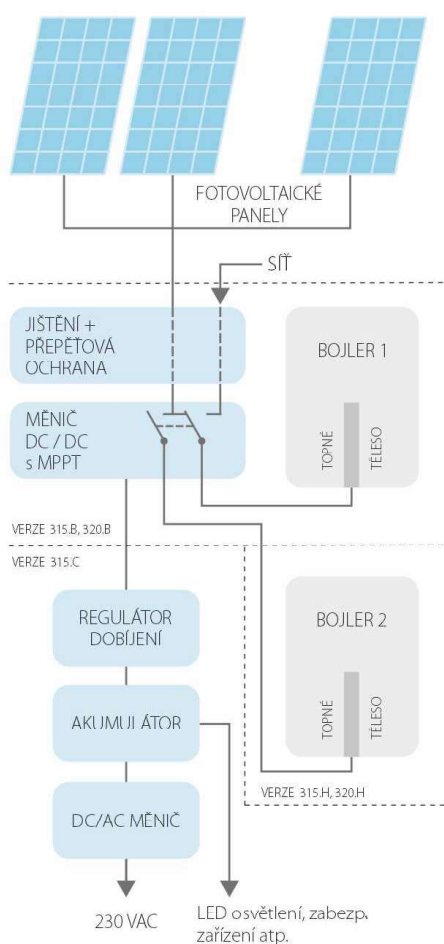 FOTOVOLTAICKÉ
PANELY
SÍŤ
JIŠTĚNÍ +
PŘEPĚŤOVÁ
OCHRANA
BOJLER 1
TOPNÉ
TĚLESO
MĚNIČ
DC / DC
s MPPT
VERZE 315.B, 320.B
VERZE 315.C
REGULÁTOR
DOBÍJENÍ
BOJLER 2
TOPNÉ
TĚLESO
AKUMULÁTOR
VERZE 315.H, 320.H
DC/AC MĚNIČ
230 VAC
LED osvětlení, zabezp.
zařízení atp.